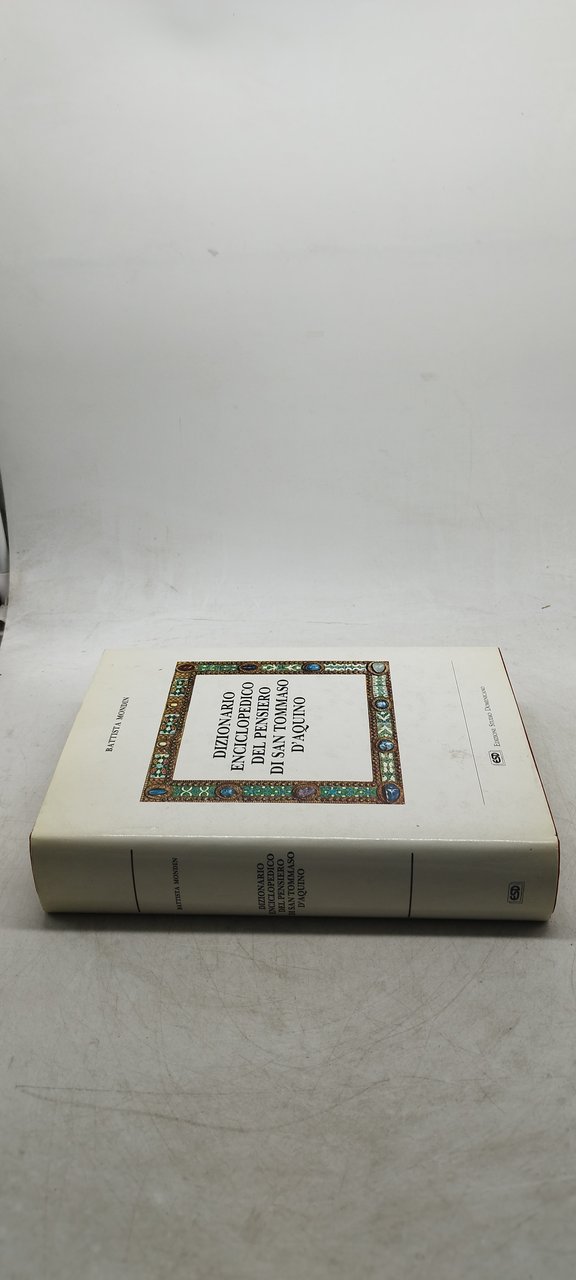 BATTISTA MONDIN
DIZIONARIO
ENCICLOPEDICO
DEL PENSIERO
DI SAN TOMMASO
D'AQUINO
ESD
EDIZIONI STUDIO DOMENICANO
BATTISTA MONDIN
DIZIONARIO
ENCICLOPEDICO
DEL PENSIERO
DI SAN TOMMASO
D'AQUINO
ESD